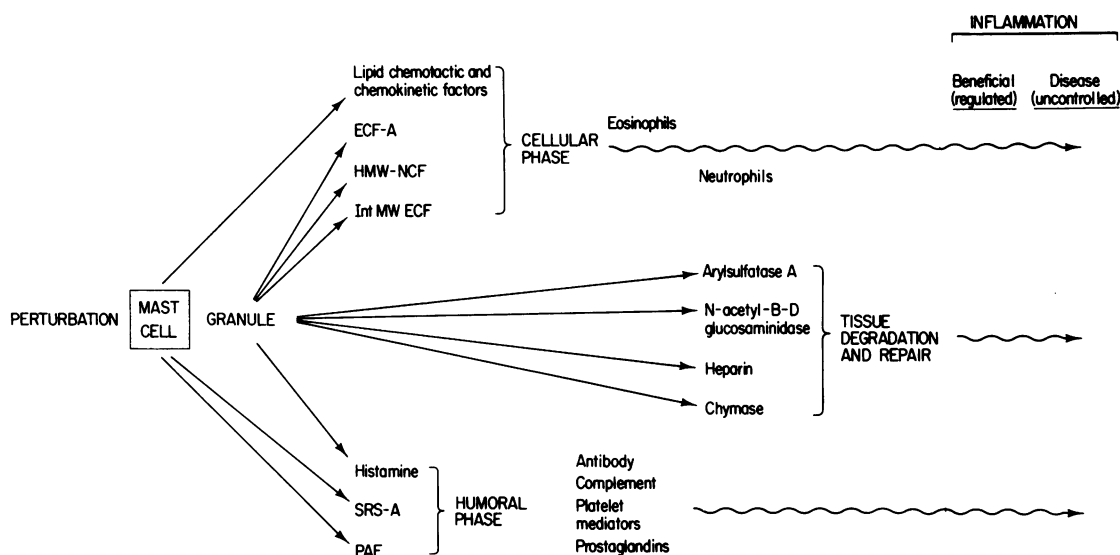 INFLAMMATION
Beneficial
(regulated)
Disease
(uncontrolled)
Lipid chemotactic and
chemokinetic factors
ECF-A
HMW-NCF
Int MW ECF
CELLULAR
PHASE
Eosinophils
Neutrophils
PERTURBATION
MAST
CELL
GRANULE
Arylsulfatase A
N-acetyl-B-D
glucosaminidase
Heparin
Chymase
TISSUE
DEGRADATION
AND REPAIR
Histamine
SRS-A
PAF
HUMORAL
PHASE
Antibody
Complement
Platelet
mediators
Prostaglandins